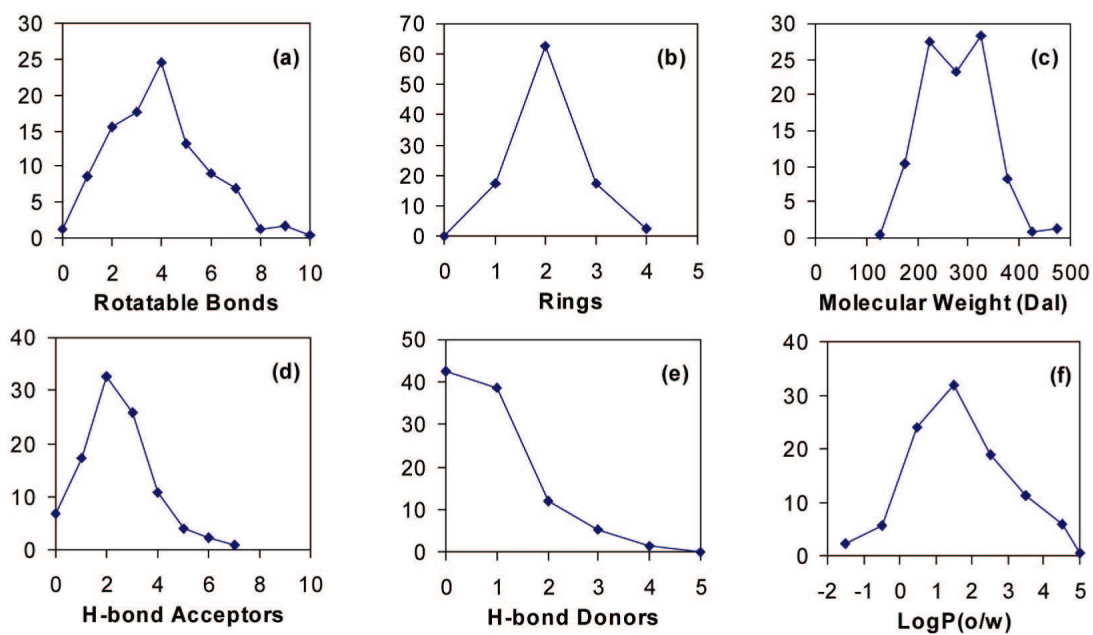 (a)
30
25
20
15
10
5
0
0 2 4 6 8 10
Rotatable Bonds
(b)
70
60
50
40
30
20
10
0
0 1 2 3 4 5
Rings
(c)
30
25
20
15
10
5
0
0 100 200 300 400 500
Molecular Weight (Dal)
(d)
40
30
20
10
0
0 2 4 6 8 10
H-bond Acceptors
(e)
50
40
30
20
10
0
0 1 2 3 4 5
H-bond Donors
(f)
40
30
20
10
0
-2 -1 0 1 2 3 4 5
LogP(o/w)